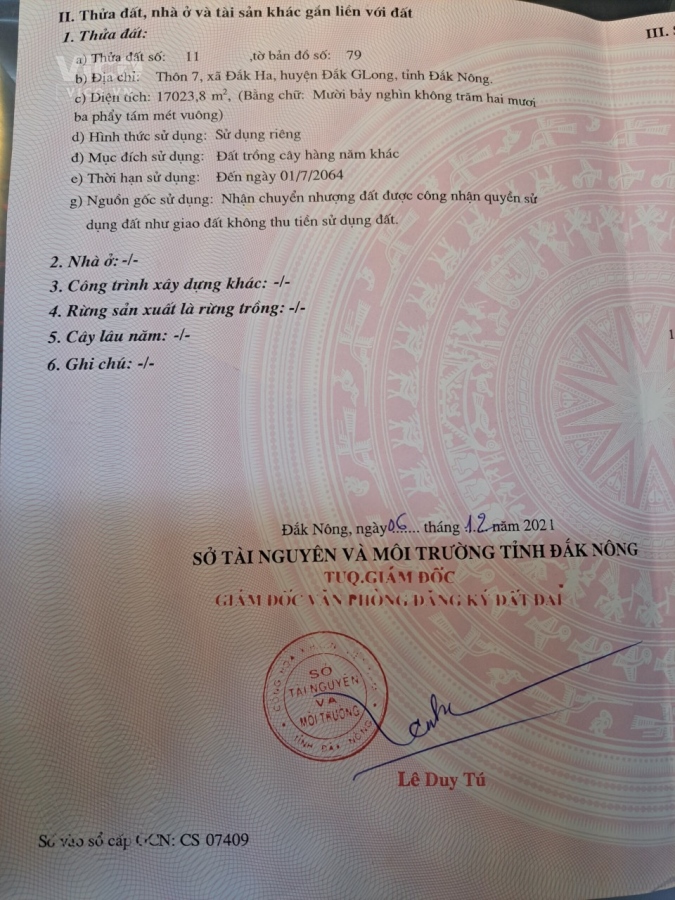 II. Thửa đất, nhà ở và tài sản khác gắn liền với đất
III.
1. Thửa đất:
a) Thửa đất số: 11 ,tờ bản đồ số: 79
b) Địa chỉ: Thôn 7, xã Đắk Ha, huyện Đắk GLong, tỉnh Đắk Nông.
c) Diện tích: 17023,8 m², (Bằng chữ: Mười bảy nghìn không trăm hai mươi
ba phẩy tám mét vuông)
d) Hình thức sử dụng: Sử dụng riêng
đ) Mục đích sử dụng: Đất trồng cây hàng năm khác
e) Thời hạn sử dụng: Đến ngày 01/7/2064
g) Nguồn gốc sử dụng: Nhận chuyển nhượng đất được công nhận quyền sử
dụng đất như giao đất không thu tiền sử dụng đất.
2. Nhà ở: -/-
3. Công trình xây dựng khác: -/-
4. Rừng sản xuất là rừng trồng: -/-
5. Cây lâu năm: -/-
6. Ghi chú: -/-
Đắk Nông, ngày 06 ... tháng 12 năm 2021
SỞ TÀI NGUYÊN VÀ MÔI TRƯỜNG TỈNH ĐẮK NÔNG
TUQ.GIÁM ĐỐC
GIÁM ĐỐC VĂN PHÒNG ĐĂNG KÝ ĐẤT ĐAI
SỞ
TÀI NGUYÊN
VÀ
MÔI TRƯỜNG
TỈNH ĐẮK NÔNG
Lê Duy Tú
Số vào sổ cấp GCN: CS 07409